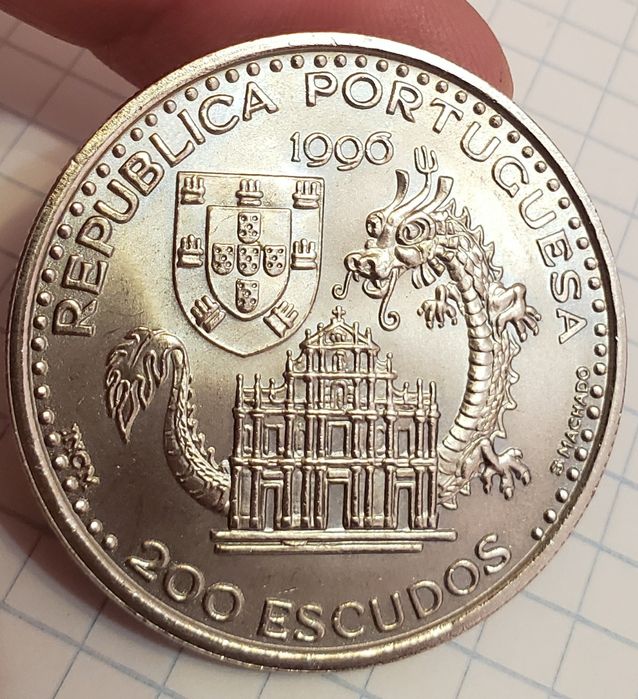 REPUBLICA PORTUGUESA
1996
INCM
S. MACHADO
200 ESCUDOS